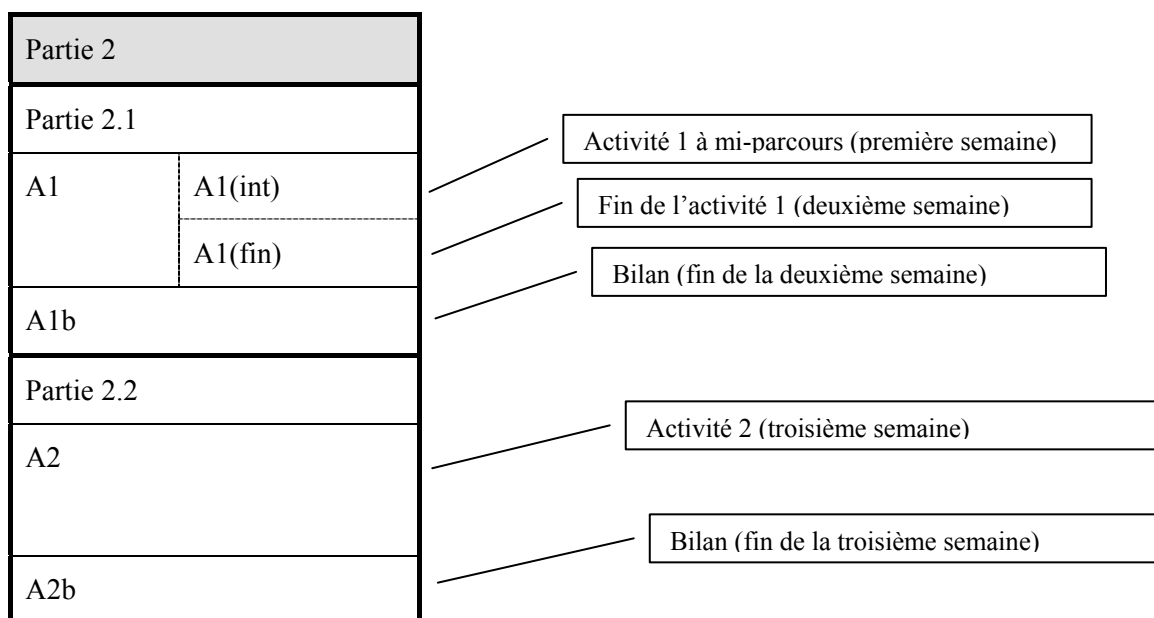 Partie 2
Partie 2.1
Activité 1 à mi-parcours (première semaine)
A1
A1(int)
Fin de l’activité 1 (deuxième semaine)
A1(fin)
Bilan (fin de la deuxième semaine)
A1b
Partie 2.2
Activité 2 (troisième semaine)
A2
Bilan (fin de la troisième semaine)
A2b